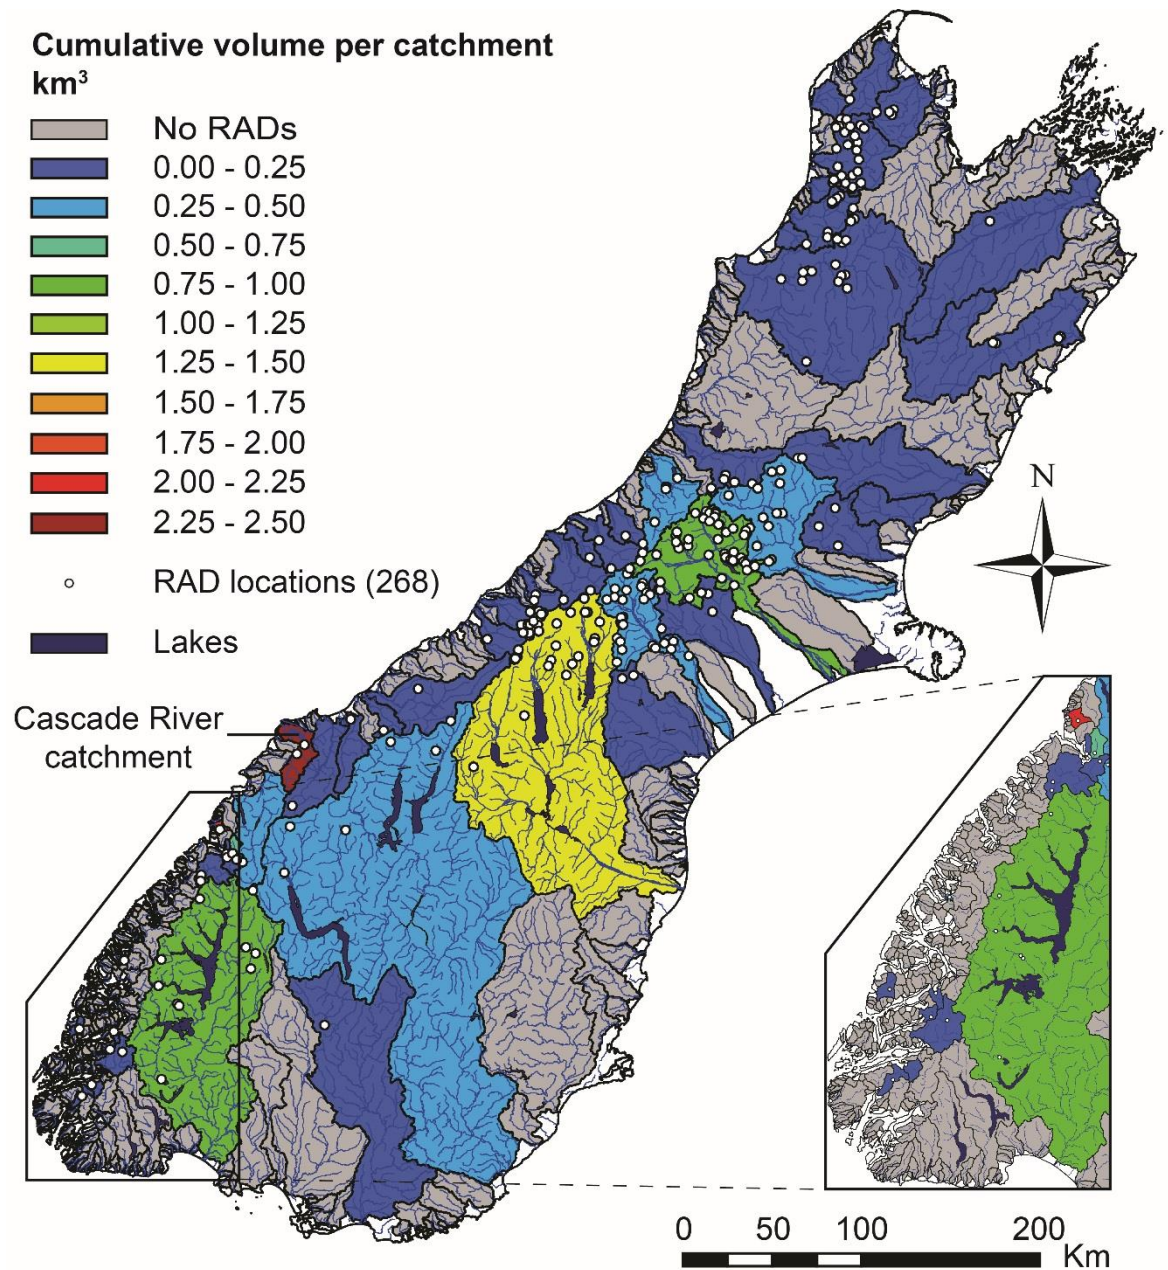 Cumulative volume per catchment
km³
No RADs
0.00 - 0.25
0.25 - 0.50
0.50 - 0.75
0.75 - 1.00
1.00 - 1.25
1.25 - 1.50
1.50 - 1.75
1.75 - 2.00
2.00 - 2.25
2.25 - 2.50
RAD locations (268)
Lakes
N
Cascade River
catchment
0 50 100 200
Km